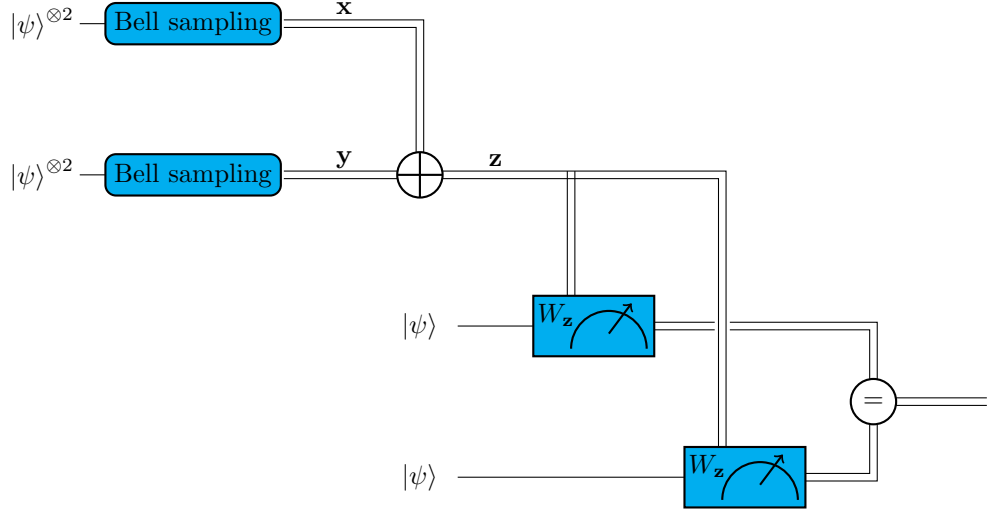 |ψ⟩⊗2 Bell sampling x
|ψ⟩⊗2 Bell sampling y z
|ψ⟩ W_z
=
|ψ⟩ W_z